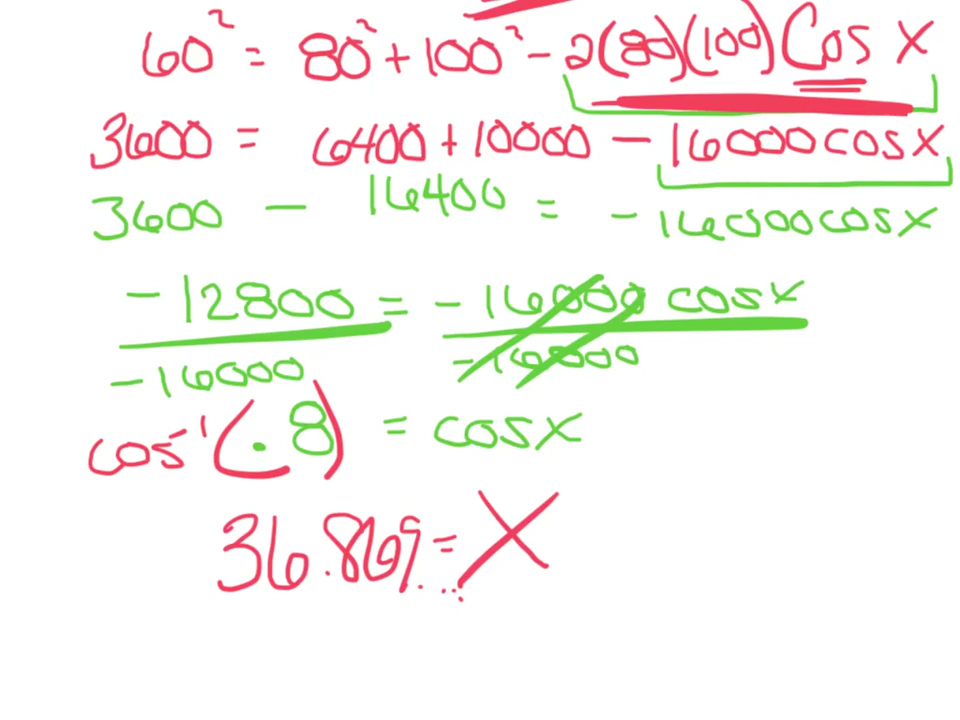 60² = 80² + 100² - 2(80)(100) Cos X
3600 = 6400 + 10000 - 16000 cos X
3600 - 16400 = -16000 cos X
-12800 = -16000 cos X
-16000 -16000
cos⁻¹(.8) = cos X
36.869... = X